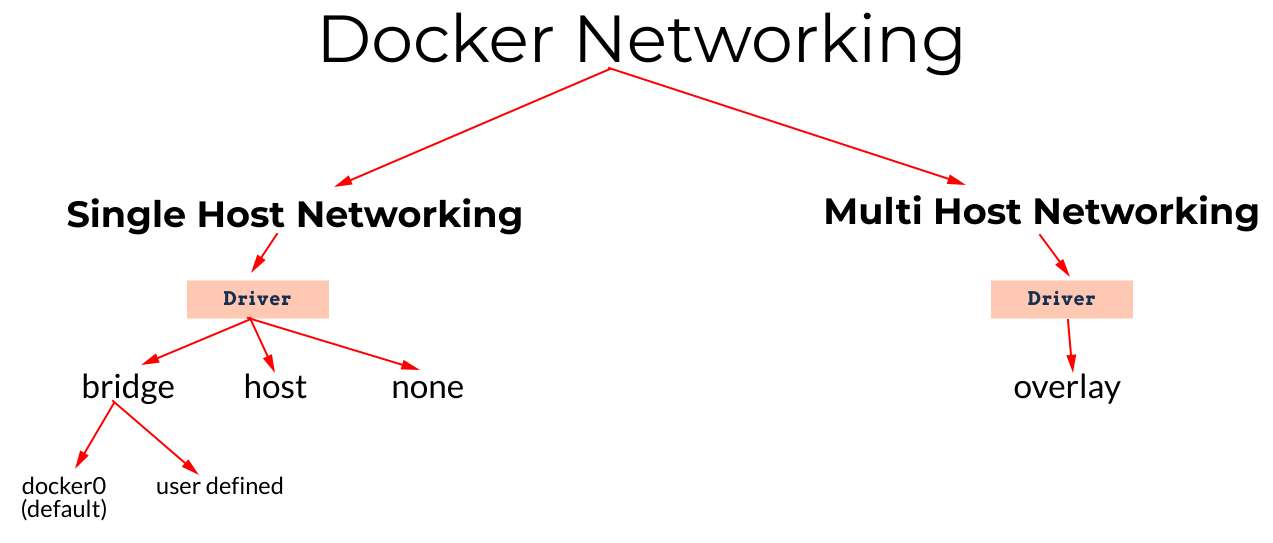 Docker Networking
Single Host Networking
Multi Host Networking
Driver
Driver
bridge
host
none
overlay
docker0
(default)
user defined